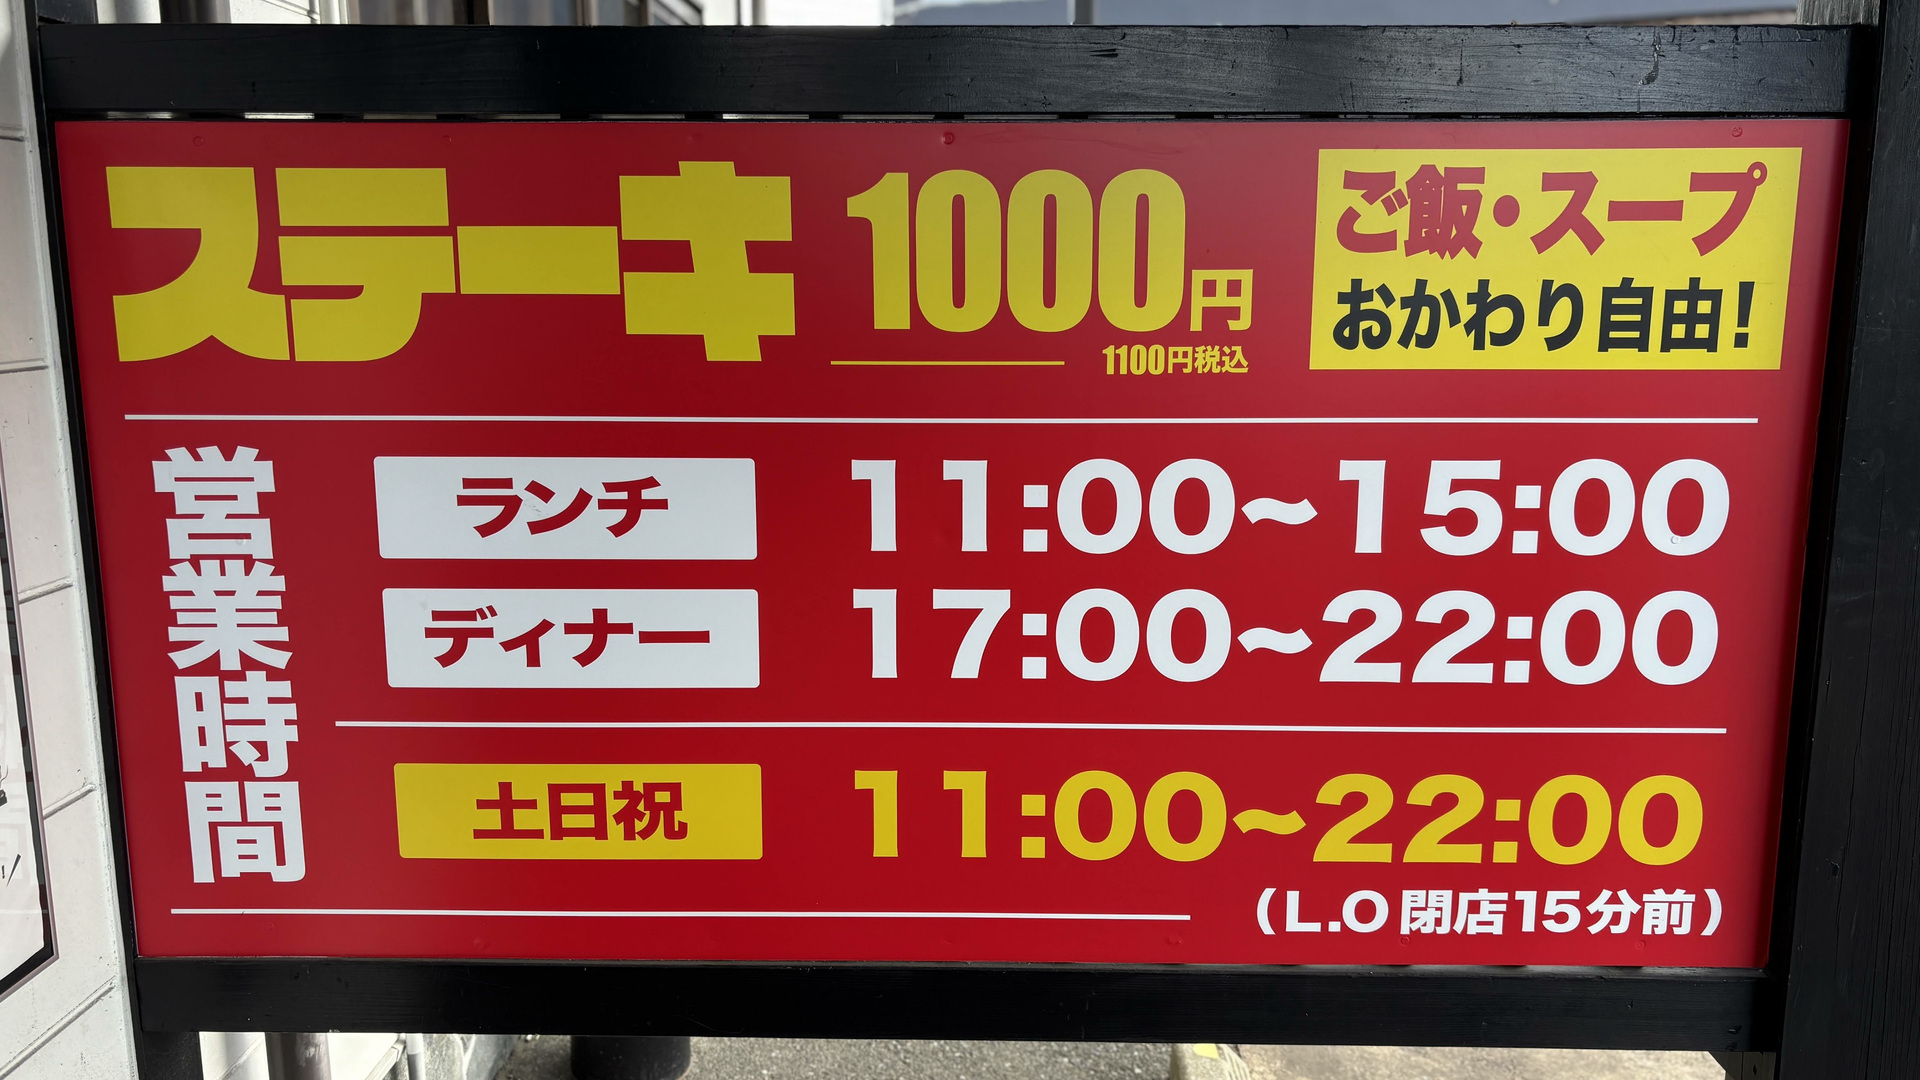 ステーキ 1000円
1100円税込
ご飯・スープ
おかわり自由!
営業時間
ランチ 11:00~15:00
ディナー 17:00~22:00
土日祝 11:00~22:00
(L.O 閉店15分前)